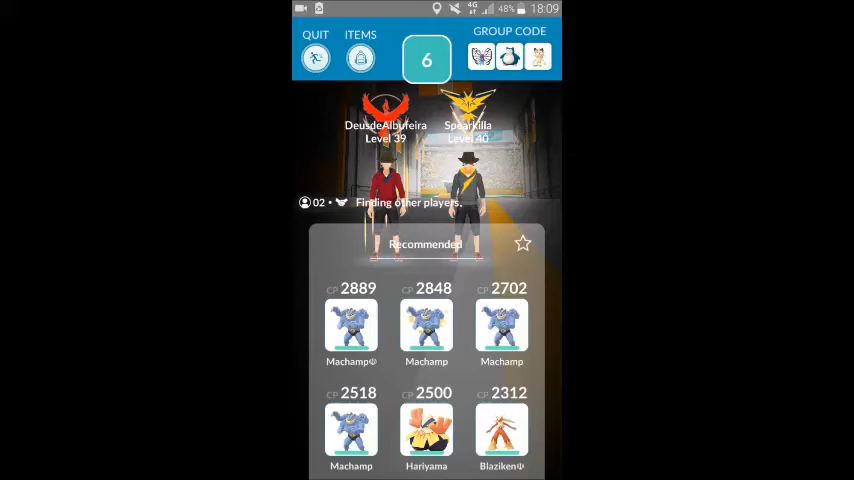 4G 48% 18:09
QUIT ITEMS GROUP CODE
6
DeusdeAlbufeira Spearkilla
Level 39 Level 40
02 • Finding other players.
Recommended
CP 2889 CP 2848 CP 2702
Machamp Machamp Machamp
CP 2518 CP 2500 CP 2312
Machamp Hariyama Blaziken